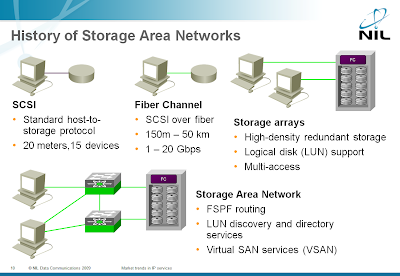 History of Storage Area Networks
NIL
FC
SCSI
• Standard host-to-
storage protocol
• 20 meters,15 devices
Fiber Channel
• SCSI over fiber
• 150m – 50 km
• 1 – 20 Gbps
Storage arrays
• High-density redundant storage
• Logical disk (LUN) support
• Multi-access
FC
Storage Area Network
• FSPF routing
• LUN discovery and directory
services
• Virtual SAN services (VSAN)
10 © NIL Data Communications 2009 Market trends in IP services